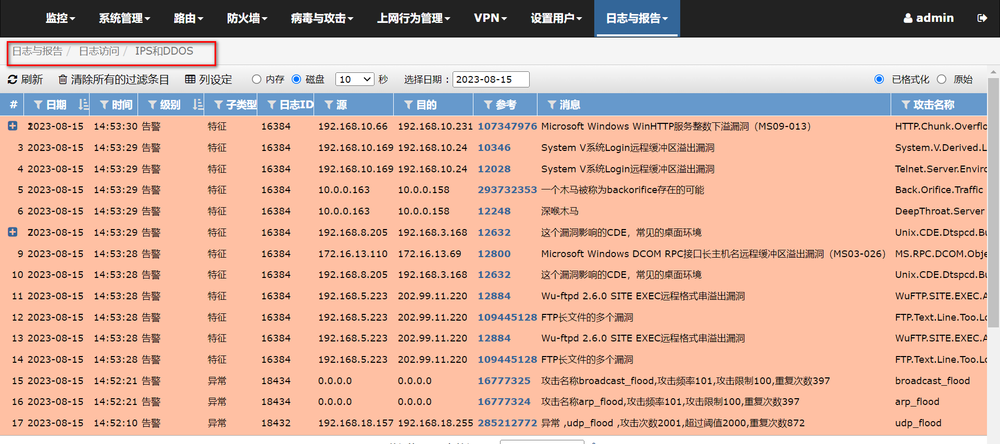 监控 系统管理 路由 防火墙 病毒与攻击 上网行为管理 VPN 设置用户 日志与报告 admin
日志与报告 / 日志访问 / IPS和DDOS
刷新 清除所有的过滤条目 列设定 内存 磁盘 10 秒 选择日期： 2023-08-15 已格式化 原始
# 日期 时间 级别 子类型 日志ID 源 目的 参考 消息 攻击名称
2023-08-15 14:53:30 告警 特征 16384 192.168.10.66 192.168.10.231 107347976 Microsoft Windows WinHTTP服务整数下溢漏洞（MS09-013） HTTP.Chunk.Overflo
3 2023-08-15 14:53:29 告警 特征 16384 192.168.10.169 192.168.10.24 10346 System V系统Login远程缓冲区溢出漏洞 System.V.Derived.L
4 2023-08-15 14:53:29 告警 特征 16384 192.168.10.169 192.168.10.24 12028 System V系统Login远程缓冲区溢出漏洞 Telnet.Server.Enviro
5 2023-08-15 14:53:29 告警 特征 16384 10.0.0.163 10.0.0.158 293732353 一个木马被称为backorifice存在的可能 Back.Orifice.Traffic
6 2023-08-15 14:53:29 告警 特征 16384 10.0.0.163 10.0.0.158 12248 深喉木马 DeepThroat.Server
7 2023-08-15 14:53:29 告警 特征 16384 192.168.8.205 192.168.3.168 12632 这个漏洞影响的CDE，常见的桌面环境 Unix.CDE.Dtspcd.Bu
9 2023-08-15 14:53:28 告警 特征 16384 172.16.13.110 172.16.13.69 12800 Microsoft Windows DCOM RPC接口长主机名远程缓冲区溢出漏洞（MS03-026） MS.RPC.DCOM.Obje
10 2023-08-15 14:53:28 告警 特征 16384 192.168.8.205 192.168.3.168 12632 这个漏洞影响的CDE，常见的桌面环境 Unix.CDE.Dtspcd.Bu
11 2023-08-15 14:53:28 告警 特征 16384 192.168.5.223 202.99.11.220 12884 Wu-ftpd 2.6.0 SITE EXEC远程格式串溢出漏洞 WuFTP.SITE.EXEC.A
12 2023-08-15 14:53:28 告警 特征 16384 192.168.5.223 202.99.11.220 109445128 FTP长文件的多个漏洞 FTP.Text.Line.Too.Lo
13 2023-08-15 14:53:28 告警 特征 16384 192.168.5.223 202.99.11.220 12884 Wu-ftpd 2.6.0 SITE EXEC远程格式串溢出漏洞 WuFTP.SITE.EXEC.A
14 2023-08-15 14:53:28 告警 特征 16384 192.168.5.223 202.99.11.220 109445128 FTP长文件的多个漏洞 FTP.Text.Line.Too.Lo
15 2023-08-15 14:52:21 告警 异常 18434 0.0.0.0 0.0.0.0 16777325 攻击名称broadcast_flood,攻击频率101,攻击限制100,重复次数397 broadcast_flood
16 2023-08-15 14:52:21 告警 异常 18434 0.0.0.0 0.0.0.0 16777324 攻击名称arp_flood,攻击频率101,攻击限制100,重复次数397 arp_flood
17 2023-08-15 14:52:10 告警 异常 18432 192.168.18.157 192.168.18.255 285212772 异常 ,udp_flood ,攻击次数2001,超过阈值2000,重复次数872 udp_flood